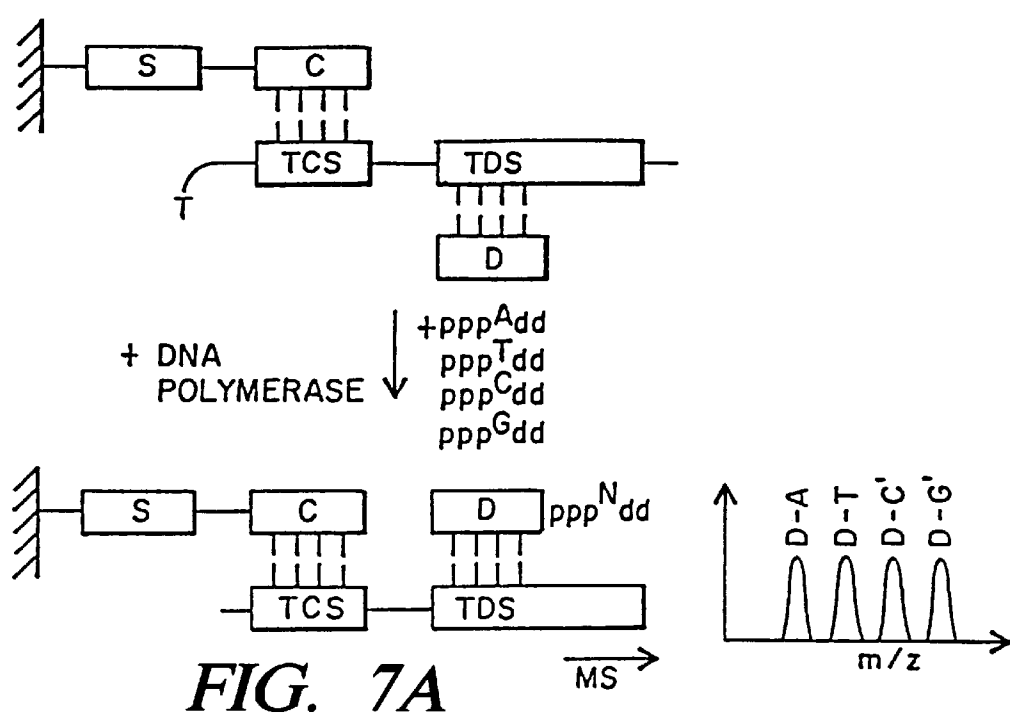 S
C
TCS
TDS
T
D
+ DNA
POLYMERASE
+pppAdd
pppTdd
pppCdd
pppGdd
S
C
D
pppNdd
TCS
TDS
D-A
D-T
D-C'
D-G'
m/z
MS
FIG. 7A